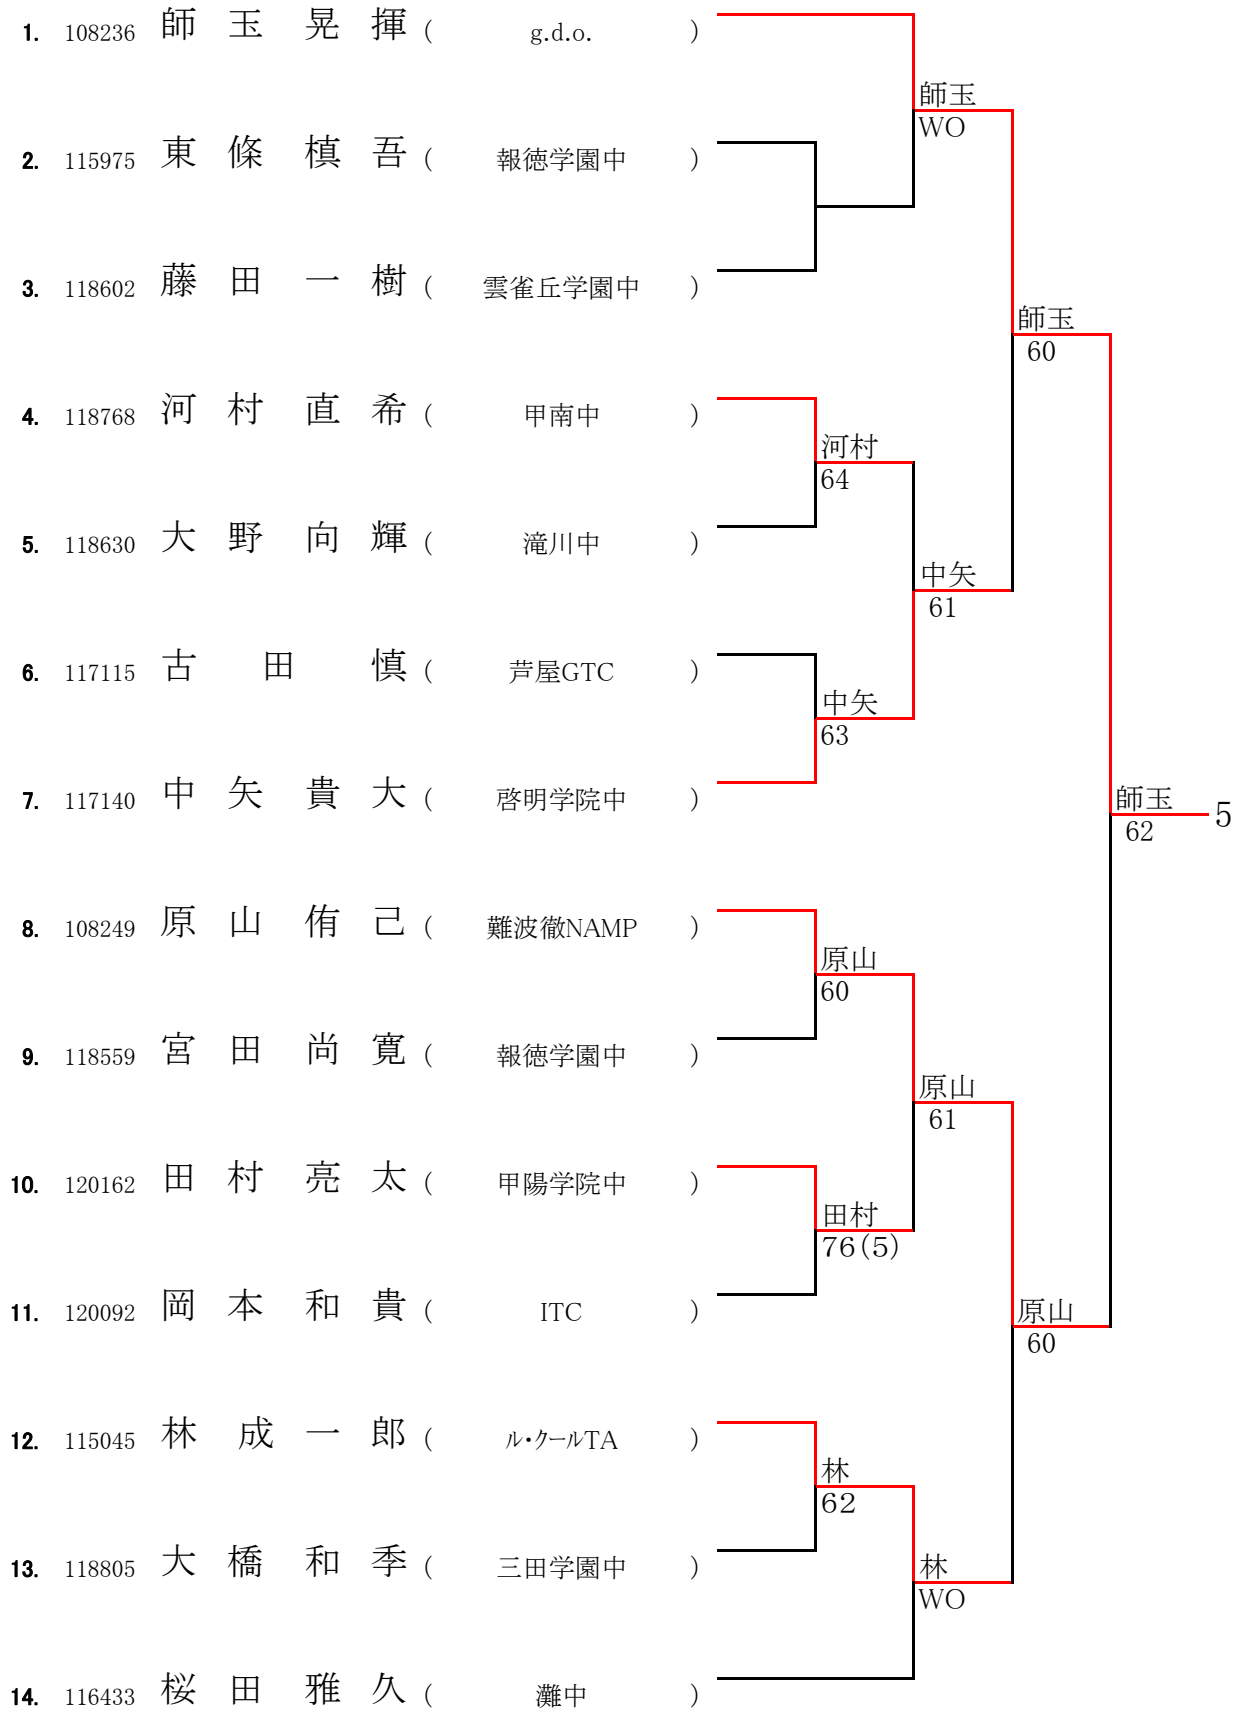 1. 108236 師玉晃揮 ( g.d.o. )
師玉
WO
2. 115975 東條槙吾 ( 報徳学園中 )
3. 118602 藤田一樹 ( 雲雀丘学園中 )
師玉
60
4. 118768 河村直希 ( 甲南中 )
河村
64
5. 118630 大野向輝 ( 滝川中 )
中矢
61
6. 117115 古田慎 ( 芦屋GTC )
中矢
63
7. 117140 中矢貴大 ( 啓明学院中 )
師玉 5
62
8. 108249 原山侑己 ( 難波徹NAMP )
原山
60
9. 118559 宮田尚寛 ( 報徳学園中 )
原山
61
10. 120162 田村亮太 ( 甲陽学院中 )
田村
76(5)
11. 120092 岡本和貴 ( ITC )
原山
60
12. 115045 林成一郎 ( ル・クールTA )
林
62
13. 118805 大橋和季 ( 三田学園中 )
林
WO
14. 116433 桜田雅久 ( 灘中 )